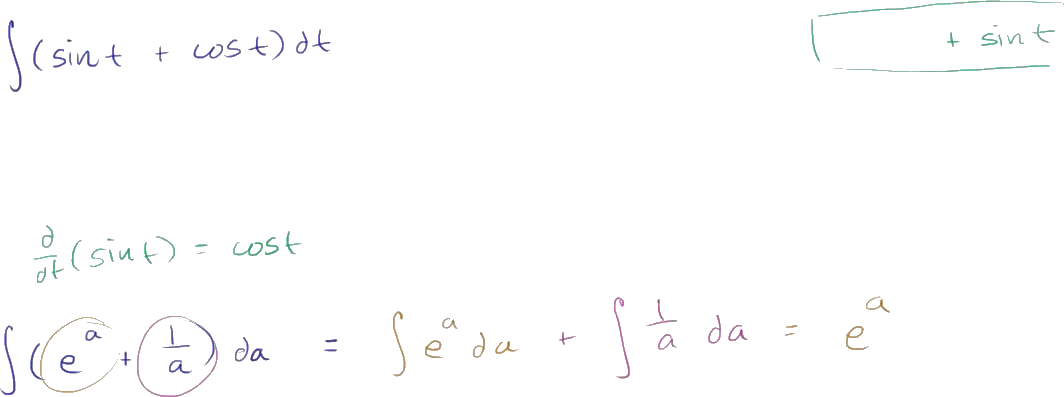 ∫(sin t + cos t) dt + sin t
d/dt (sin t) = cos t
∫(e^a + 1/a) da = ∫ e^a da + ∫ 1/a da = e^a